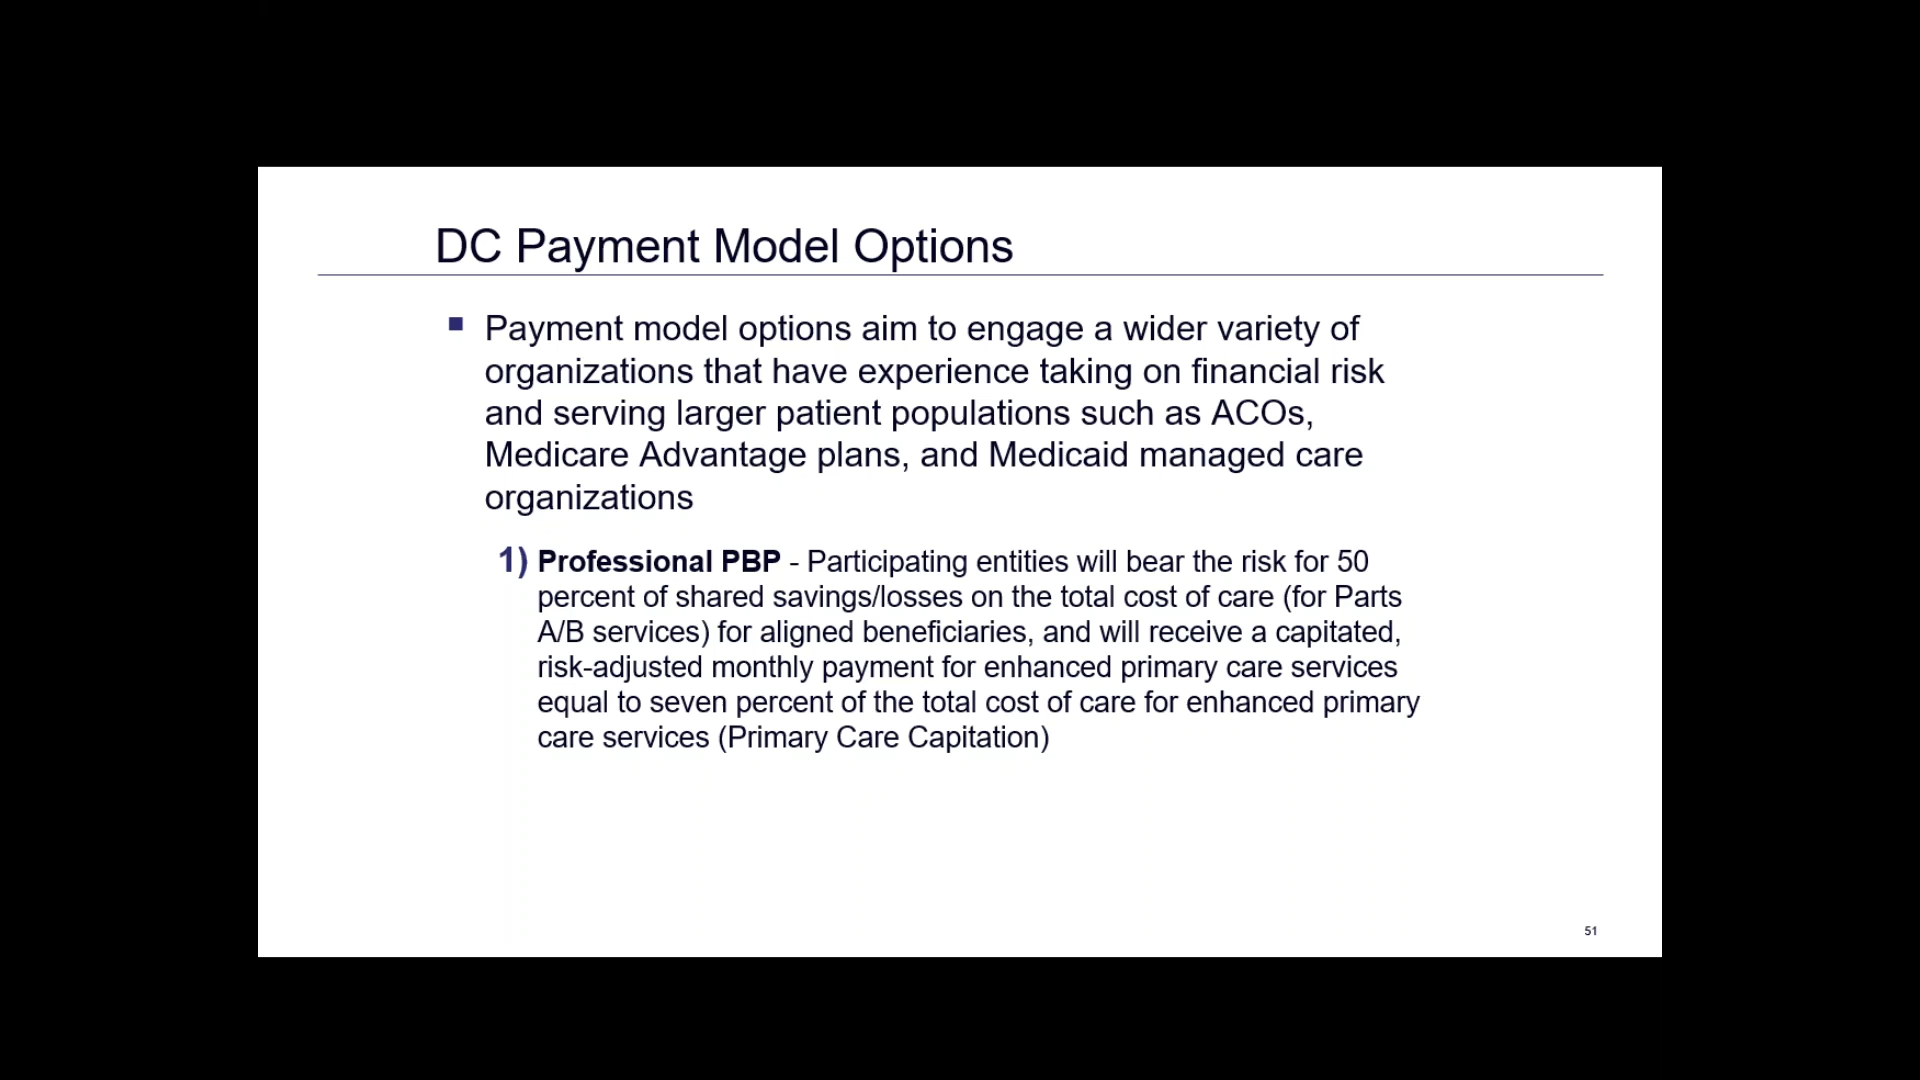 DC Payment Model Options
Payment model options aim to engage a wider variety of
organizations that have experience taking on financial risk
and serving larger patient populations such as ACOs,
Medicare Advantage plans, and Medicaid managed care
organizations
1) Professional PBP - Participating entities will bear the risk for 50
percent of shared savings/losses on the total cost of care (for Parts
A/B services) for aligned beneficiaries, and will receive a capitated,
risk-adjusted monthly payment for enhanced primary care services
equal to seven percent of the total cost of care for enhanced primary
care services (Primary Care Capitation)
51